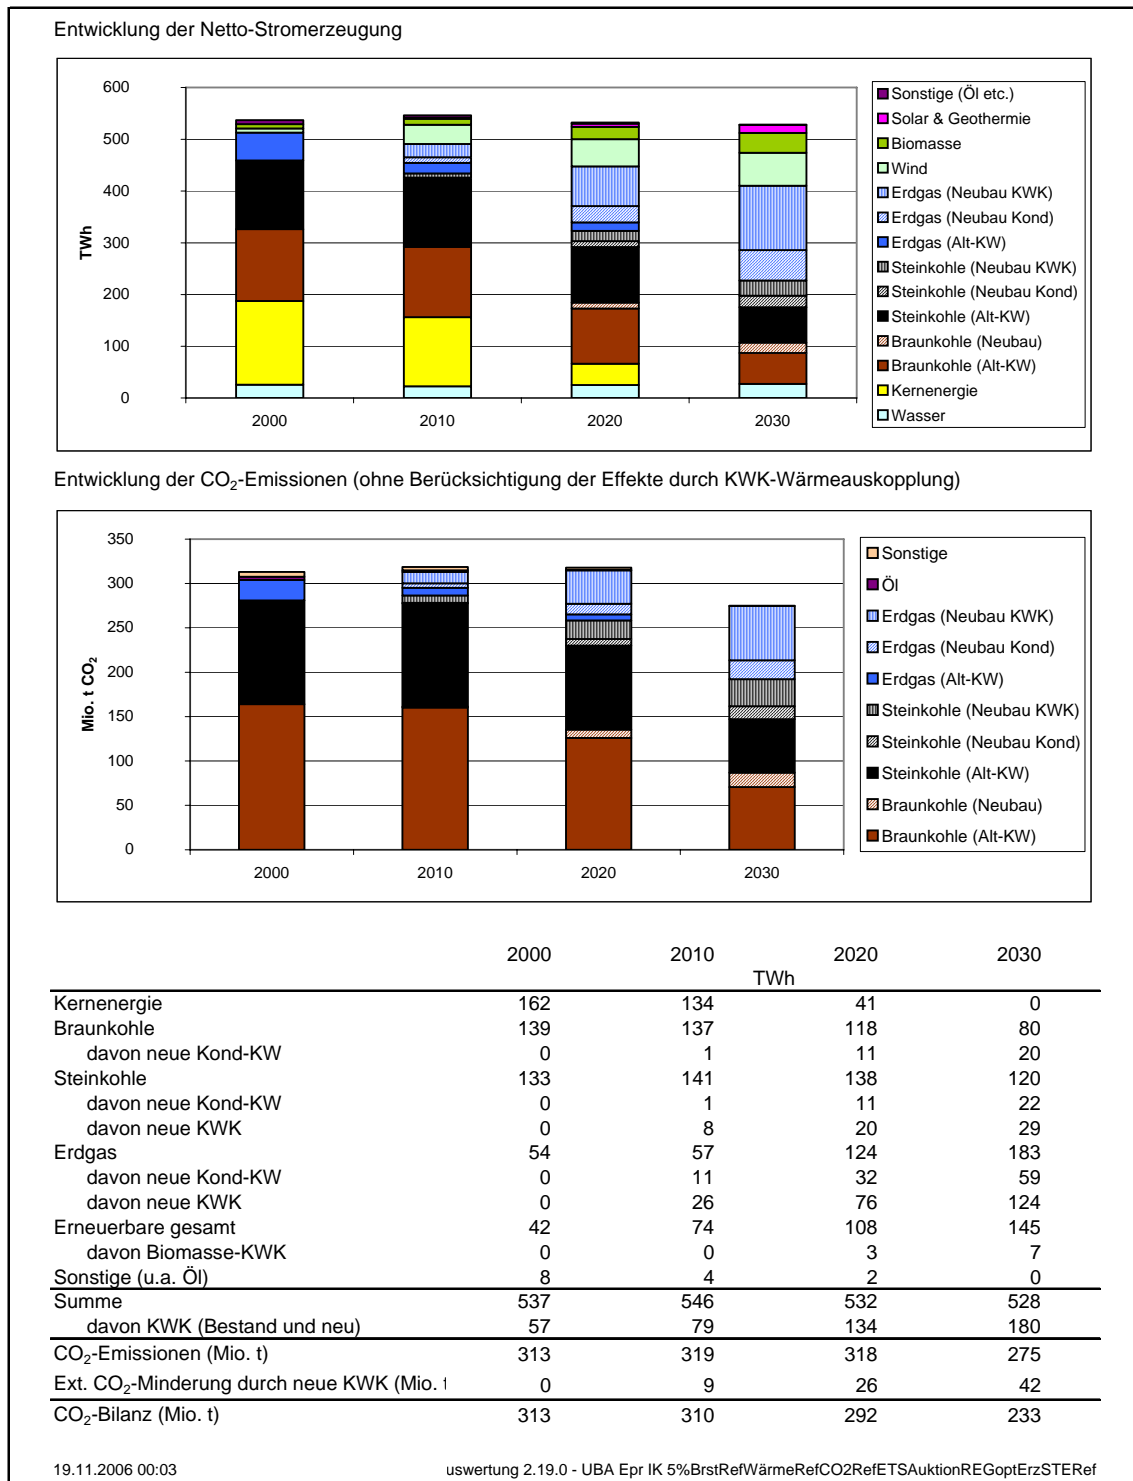 Entwicklung der Netto-Stromerzeugung
600
500
400
300
200
100
0
TWh
2000 2010 2020 2030
Sonstige (Öl etc.)
Solar & Geothermie
Biomasse
Wind
Erdgas (Neubau KWK)
Erdgas (Neubau Kond)
Erdgas (Alt-KW)
Steinkohle (Neubau KWK)
Steinkohle (Neubau Kond)
Steinkohle (Alt-KW)
Braunkohle (Neubau)
Braunkohle (Alt-KW)
Kernenergie
Wasser
Entwicklung der CO₂-Emissionen (ohne Berücksichtigung der Effekte durch KWK-Wärmeauskopplung)
350
300
250
200
150
100
50
0
Mio. t CO₂
2000 2010 2020 2030
Sonstige
Öl
Erdgas (Neubau KWK)
Erdgas (Neubau Kond)
Erdgas (Alt-KW)
Steinkohle (Neubau KWK)
Steinkohle (Neubau Kond)
Steinkohle (Alt-KW)
Braunkohle (Neubau)
Braunkohle (Alt-KW)
2000 2010 2020 2030
TWh
Kernenergie 162 134 41 0
Braunkohle 139 137 118 80
davon neue Kond-KW 0 1 11 20
Steinkohle 133 141 138 120
davon neue Kond-KW 0 1 11 22
davon neue KWK 0 8 20 29
Erdgas 54 57 124 183
davon neue Kond-KW 0 11 32 59
davon neue KWK 0 26 76 124
Erneuerbare gesamt 42 74 108 145
davon Biomasse-KWK 0 0 3 7
Sonstige (u.a. Öl) 8 4 2 0
Summe 537 546 532 528
davon KWK (Bestand und neu) 57 79 134 180
CO₂-Emissionen (Mio. t) 313 319 318 275
Ext. CO₂-Minderung durch neue KWK (Mio. t 0 9 26 42
CO₂-Bilanz (Mio. t) 313 310 292 233
19.11.2006 00:03 uswertung 2.19.0 - UBA Epr IK 5%BrstRefWärmeRefCO2RefETSAuktionREGoptErzSTERef